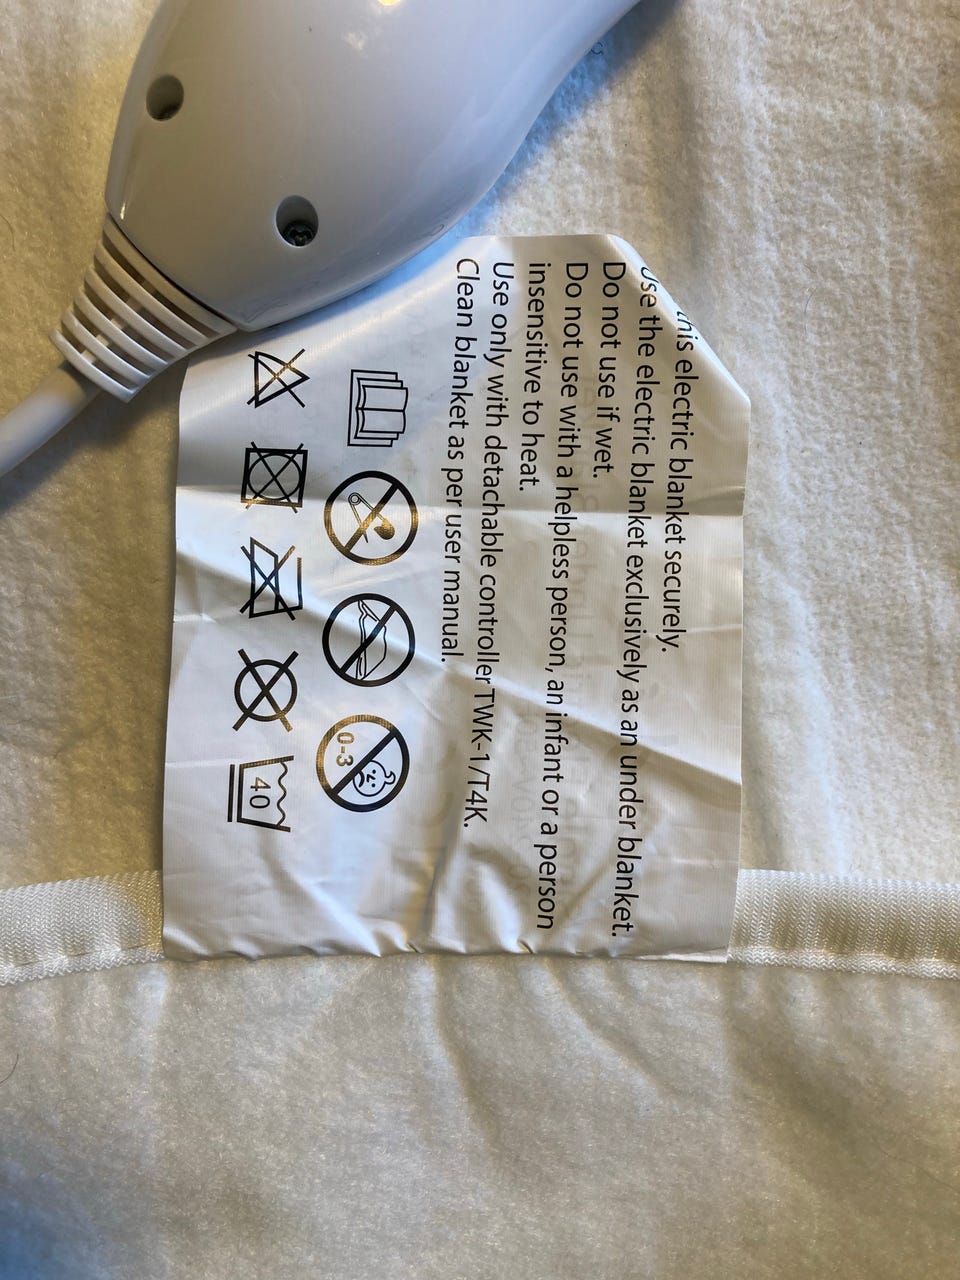 this electric blanket securely.
Use the electric blanket exclusively as an under blanket.
Do not use if wet.
Do not use with a helpless person, an infant or a person
insensitive to heat.
Use only with detachable controller TWK-1/T4K.
Clean blanket as per user manual.
0-3
40